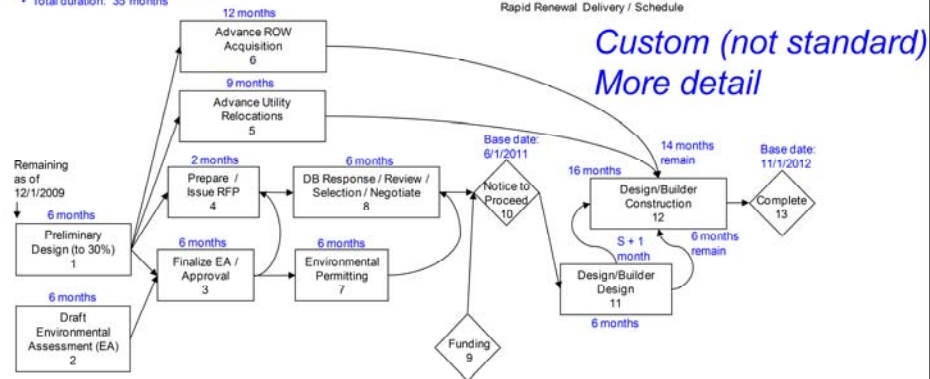 • Total duration: 35 months
Rapid Renewal Delivery / Schedule
Custom (not standard)
More detail
12 months
Advance ROW
Acquisition
6
9 months
Advance Utility
Relocations
5
Remaining
as of
12/1/2009
6 months
Preliminary
Design (to 30%)
1
6 months
Draft
Environmental
Assessment (EA)
2
2 months
Prepare /
Issue RFP
4
6 months
Finalize EA /
Approval
3
6 months
DB Response / Review /
Selection / Negotiate
8
6 months
Environmental
Permitting
7
Base date:
6/1/2011
Notice to
Proceed
10
Funding
9
16 months
14 months
remain
Design/Builder
Construction
12
S + 1
month
6 months
remain
Design/Builder
Design
11
6 months
Base date:
11/1/2012
Complete
13